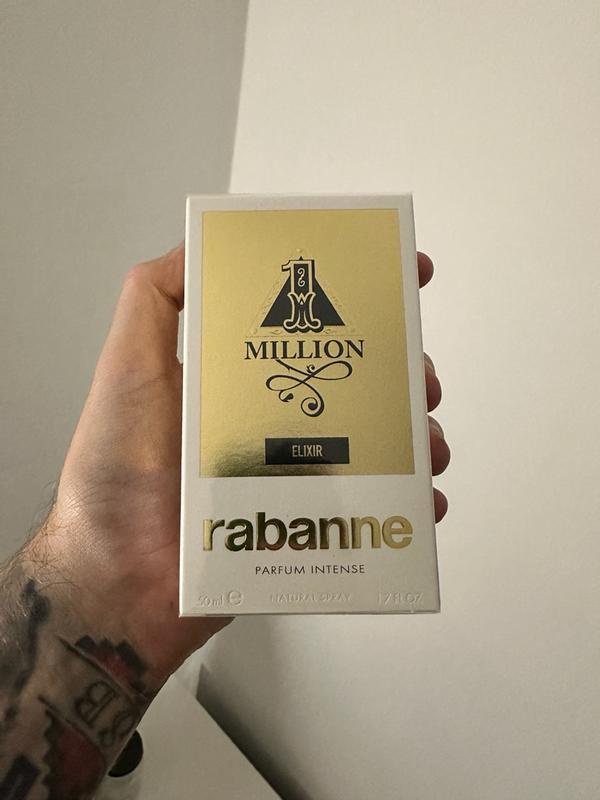 1
MILLION
ELIXIR
rabanne
PARFUM INTENSE
50 ml e NATURAL SPRAY 1.7 FL.OZ